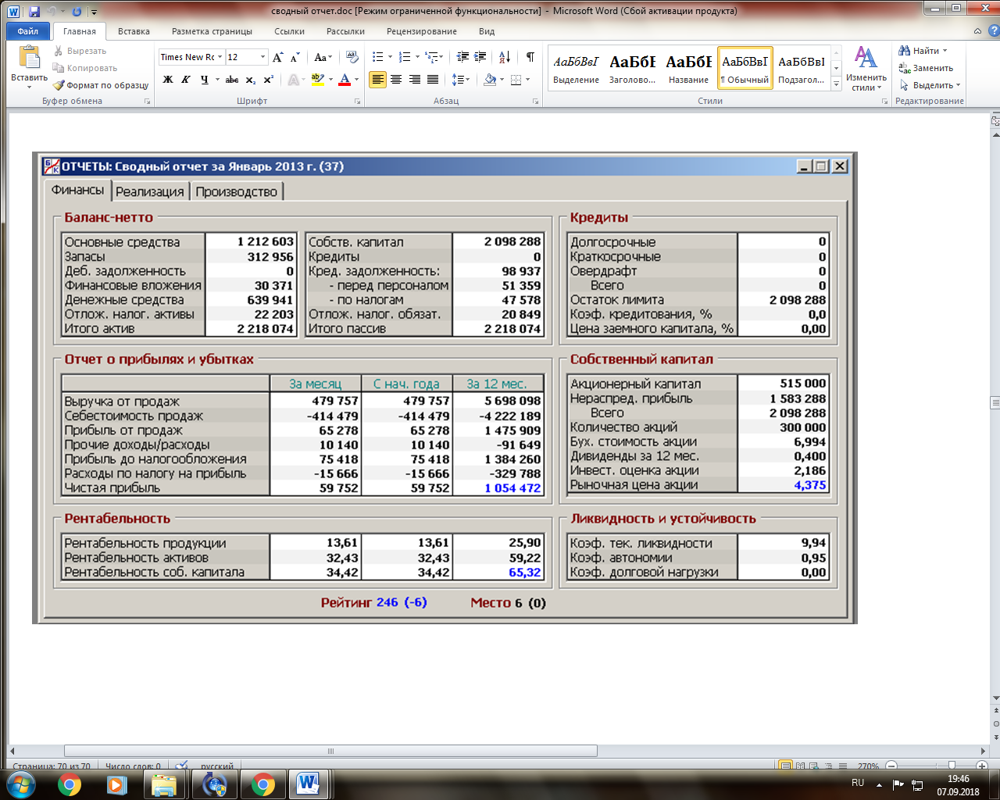 сводный отчет.doc [Режим ограниченной функциональности] - Microsoft Word (Сбой активации продукта)
Файл Главная Вставка Разметка страницы Ссылки Рассылки Рецензирование Вид
Вставить
Вырезать
Копировать
Формат по образцу
Буфер обмена
Times New Rc 12
Ж К Ч abc x₂ x²
Шрифт
Абзац
АаБбВвІ АаБбІ АаБбВ АаБбВвІ АаБбВвІ
Выделение Заголово... Название ¶ Обычный Подзагол...
Стили
Изменить стили
Найти
Заменить
Выделить
Редактирование
ОТЧЕТЫ: Сводный отчет за Январь 2013 г. (37)
Финансы Реализация Производство
Баланс-нетто
Основные средства 1 212 603
Запасы 312 956
Деб. задолженность 0
Финансовые вложения 30 371
Денежные средства 639 941
Отлож. налог. активы 22 203
Итого актив 2 218 074
Собств. капитал 2 098 288
Кредиты 0
Кред. задолженность: 98 937
- перед персоналом 51 359
- по налогам 47 578
Отлож. налог. обязат. 20 849
Итого пассив 2 218 074
Кредиты
Долгосрочные 0
Краткосрочные 0
Овердрафт 0
Всего 0
Остаток лимита 2 098 288
Коэф. кредитования, % 0,0
Цена заемного капитала, % 0,00
Отчет о прибылях и убытках
За месяц С нач. года За 12 мес.
Выручка от продаж 479 757 479 757 5 698 098
Себестоимость продаж -414 479 -414 479 -4 222 189
Прибыль от продаж 65 278 65 278 1 475 909
Прочие доходы/расходы 10 140 10 140 -91 649
Прибыль до налогообложения 75 418 75 418 1 384 260
Расходы по налогу на прибыль -15 666 -15 666 -329 788
Чистая прибыль 59 752 59 752 1 054 472
Собственный капитал
Акционерный капитал 515 000
Нераспред. прибыль 1 583 288
Всего 2 098 288
Количество акций 300 000
Бух. стоимость акции 6,994
Дивиденды за 12 мес. 0,400
Инвест. оценка акции 2,186
Рыночная цена акции 4,375
Рентабельность
Рентабельность продукции 13,61 13,61 25,90
Рентабельность активов 32,43 32,43 59,22
Рентабельность соб. капитала 34,42 34,42 65,32
Ликвидность и устойчивость
Коэф. тек. ликвидности 9,94
Коэф. автономии 0,95
Коэф. долговой нагрузки 0,00
Рейтинг 246 (-6) Место 6 (0)
Страница: 70 из 70 Число слов: 0 русский 270%
RU 19:46
07.09.2018